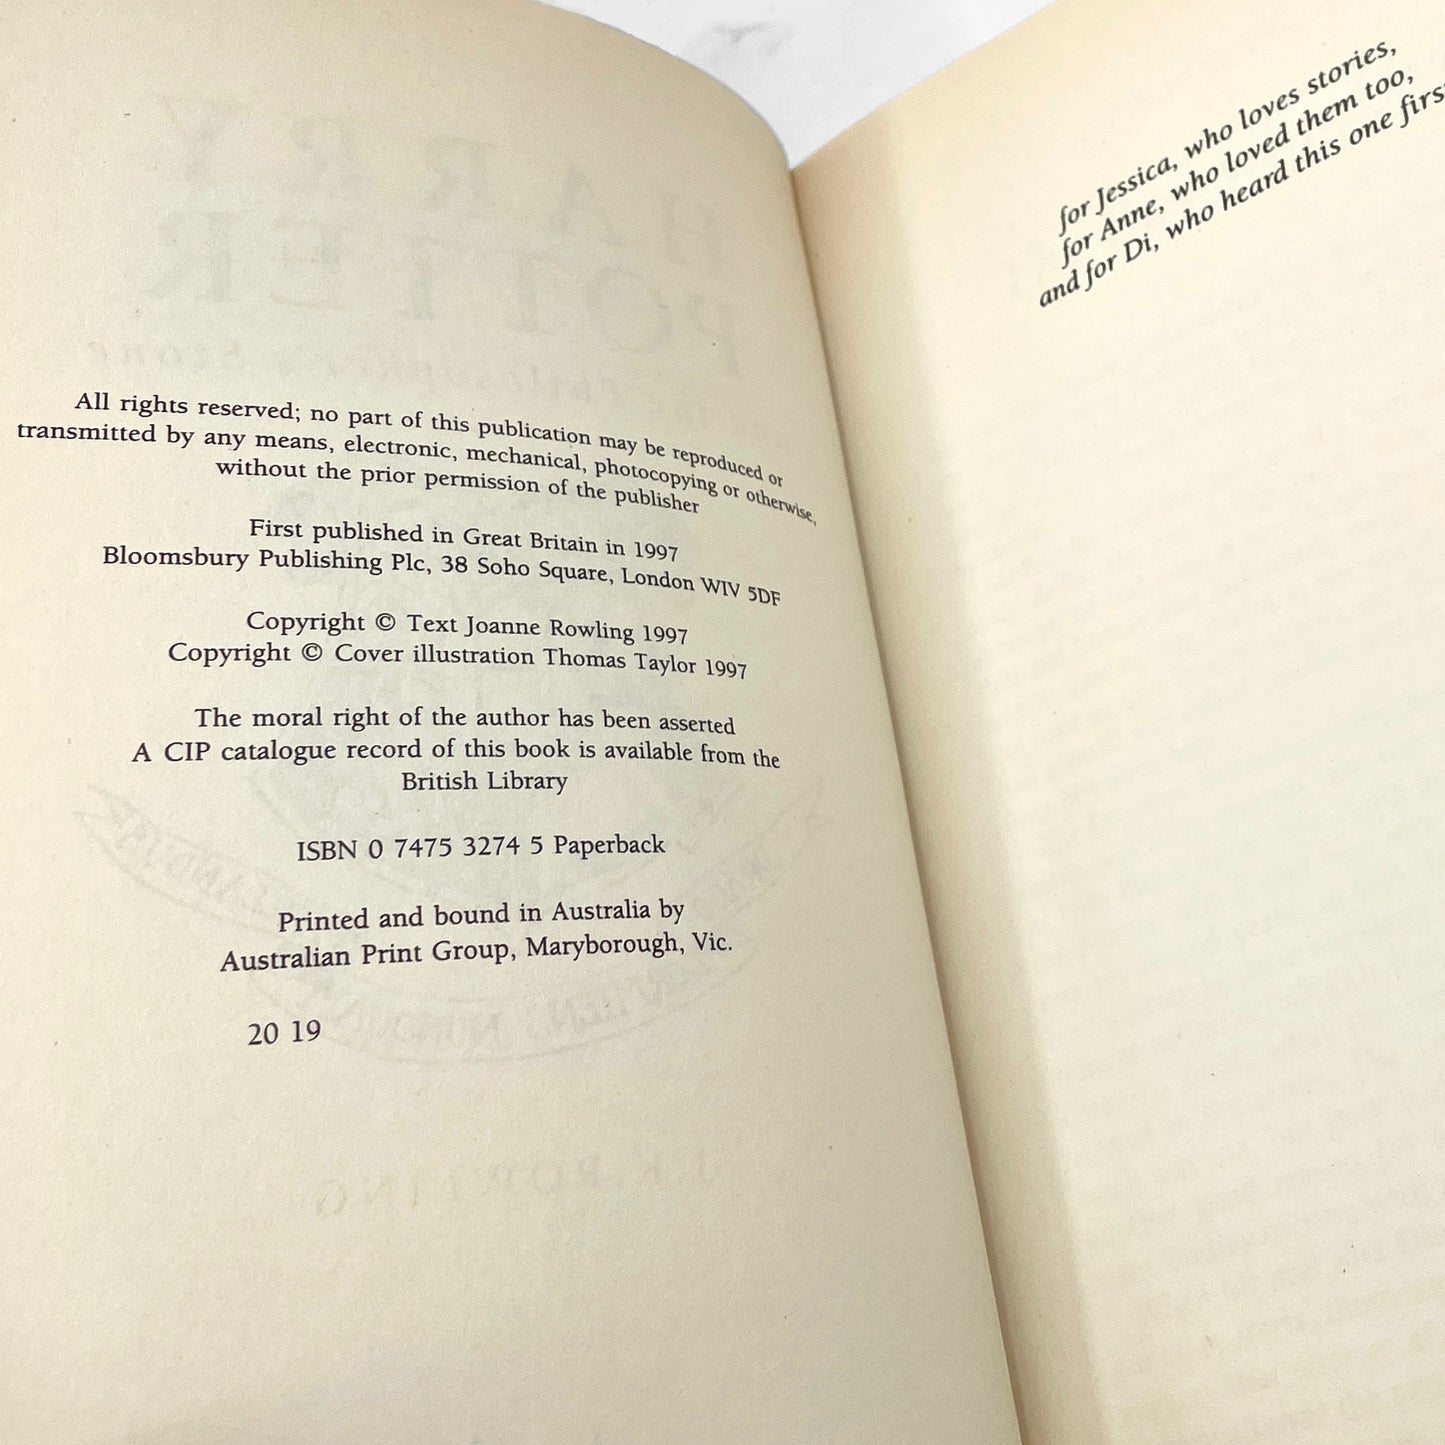 All rights reserved; no part of this publication may be reproduced or
transmitted by any means, electronic, mechanical, photocopying or otherwise,
without the prior permission of the publisher
First published in Great Britain in 1997
Bloomsbury Publishing Plc, 38 Soho Square, London WIV 5DF
Copyright © Text Joanne Rowling 1997
Copyright © Cover illustration Thomas Taylor 1997
The moral right of the author has been asserted
A CIP catalogue record of this book is available from the
British Library
ISBN 0 7475 3274 5 Paperback
Printed and bound in Australia by
Australian Print Group, Maryborough, Vic.
20 19
for Jessica, who loves stories,
for Anne, who loved them too,
and for Di, who heard this one firs
HARRY
POTTER
J.K. ROWLING